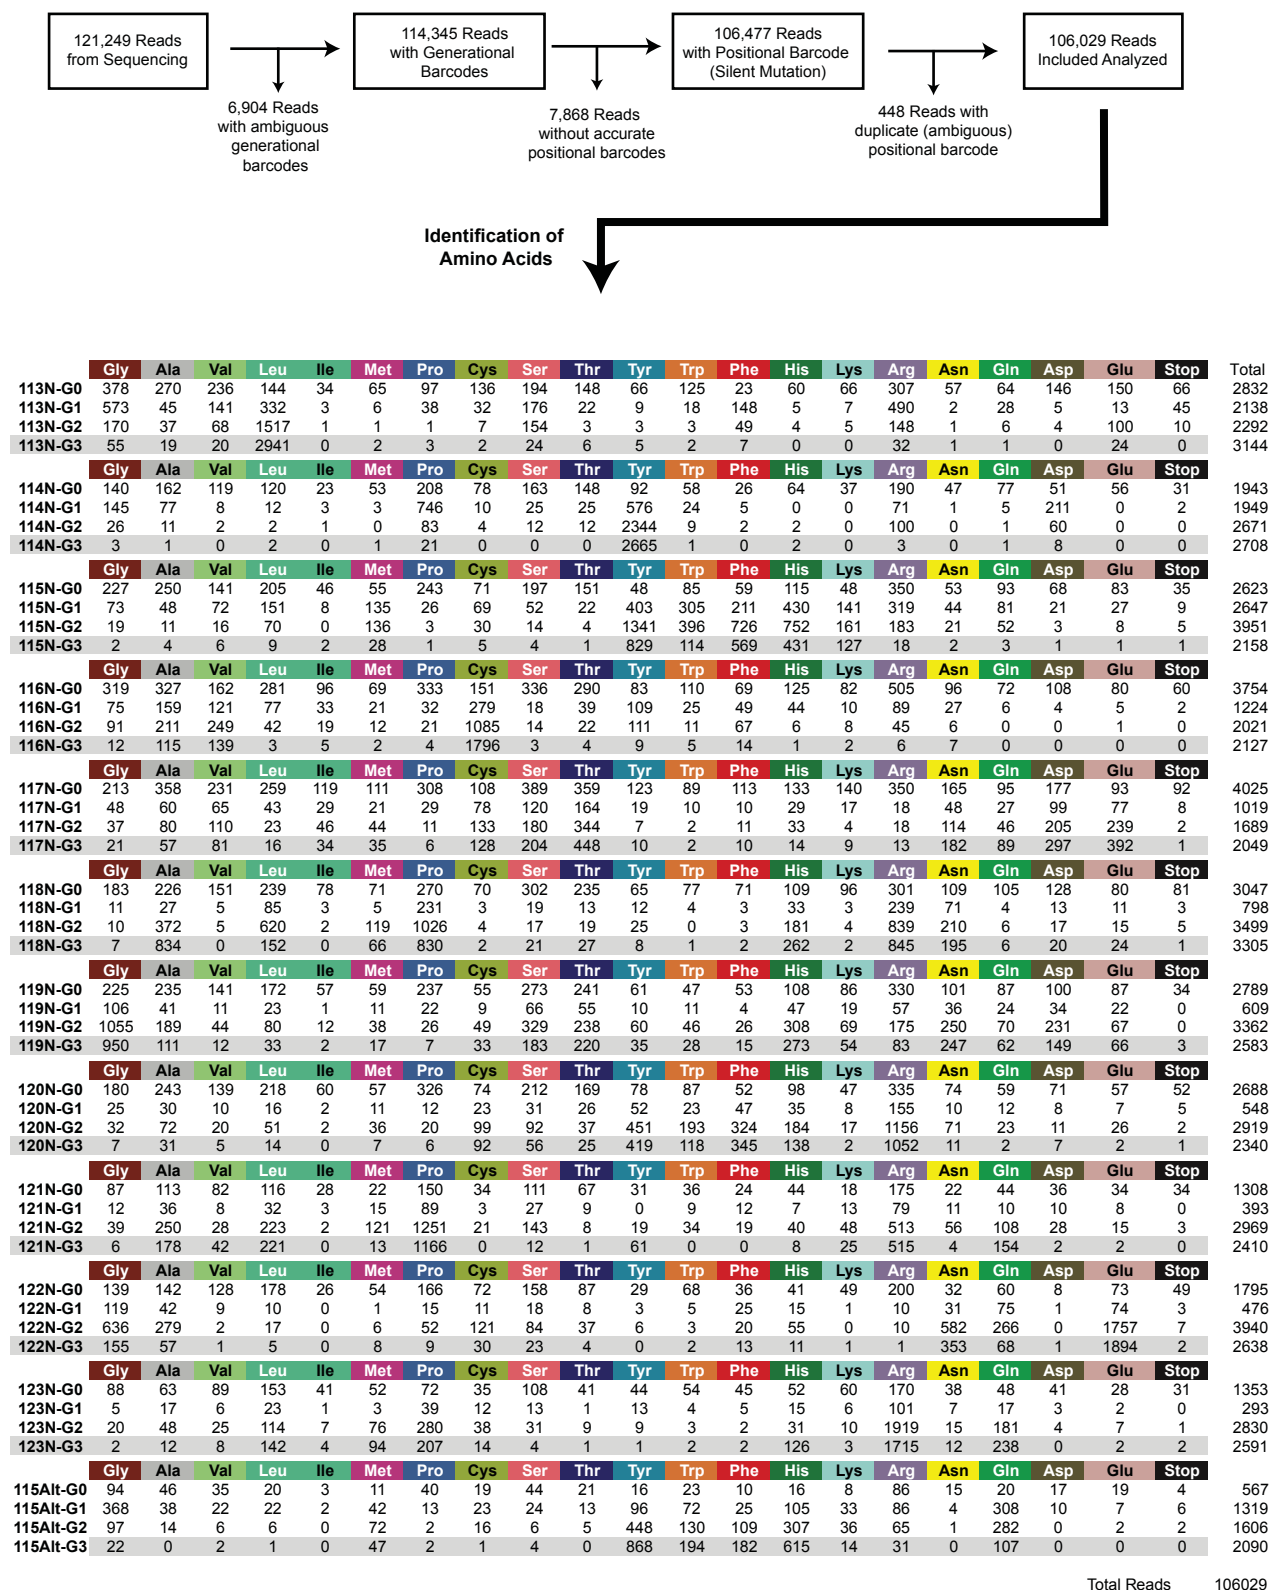 121,249 Reads
from Sequencing
114,345 Reads
with Generational
Barcodes
106,477 Reads
with Positional Barcode
(Silent Mutation)
106,029 Reads
Included Analyzed
6,904 Reads
with ambiguous
generational
barcodes
7,868 Reads
without accurate
positional barcodes
448 Reads with
duplicate (ambiguous)
positional barcode
Identification of
Amino Acids
Gly Ala Val Leu Ile Met Pro Cys Ser Thr Tyr Trp Phe His Lys Arg Asn Gln Asp Glu Stop Total
113N-G0 378 270 236 144 34 65 97 136 194 148 66 125 23 60 66 307 57 64 146 150 66 2832
113N-G1 573 45 141 332 3 6 38 32 176 22 9 18 148 5 7 490 2 28 5 13 45 2138
113N-G2 170 37 68 1517 1 1 1 7 154 3 3 3 49 4 5 148 1 6 4 100 10 2292
113N-G3 55 19 20 2941 0 2 3 2 24 6 5 2 7 0 0 32 1 1 0 24 0 3144
Gly Ala Val Leu Ile Met Pro Cys Ser Thr Tyr Trp Phe His Lys Arg Asn Gln Asp Glu Stop
114N-G0 140 162 119 120 23 53 208 78 163 148 92 58 26 64 37 190 47 77 51 56 31 1943
114N-G1 145 77 8 12 3 3 746 10 25 25 576 24 5 0 0 71 1 5 211 0 2 1949
114N-G2 26 11 2 2 1 0 83 4 12 12 2344 9 2 2 0 100 0 1 60 0 0 2671
114N-G3 3 1 0 2 0 1 21 0 0 0 2665 1 0 2 0 3 0 1 8 0 0 2708
Gly Ala Val Leu Ile Met Pro Cys Ser Thr Tyr Trp Phe His Lys Arg Asn Gln Asp Glu Stop
115N-G0 227 250 141 205 46 55 243 71 197 151 48 85 59 115 48 350 53 93 68 83 35 2623
115N-G1 73 48 72 151 8 135 26 69 52 22 403 305 211 430 141 319 44 81 21 27 9 2647
115N-G2 19 11 16 70 0 136 3 30 14 4 1341 396 726 752 161 183 21 52 3 8 5 3951
115N-G3 2 4 6 9 2 28 1 5 4 1 829 114 569 431 127 18 2 3 1 1 1 2158
Gly Ala Val Leu Ile Met Pro Cys Ser Thr Tyr Trp Phe His Lys Arg Asn Gln Asp Glu Stop
116N-G0 319 327 162 281 96 69 333 151 336 290 83 110 69 125 82 505 96 72 108 80 60 3754
116N-G1 75 159 121 77 33 21 32 279 18 39 109 25 49 44 10 89 27 6 4 5 2 1224
116N-G2 91 211 249 42 19 12 21 1085 14 22 111 11 67 6 8 45 6 0 0 1 0 2021
116N-G3 12 115 139 3 5 2 4 1796 3 4 9 5 14 1 2 6 7 0 0 0 0 2127
Gly Ala Val Leu Ile Met Pro Cys Ser Thr Tyr Trp Phe His Lys Arg Asn Gln Asp Glu Stop
117N-G0 213 358 231 259 119 111 308 108 389 359 123 89 113 133 140 350 165 95 177 93 92 4025
117N-G1 48 60 65 43 29 21 29 78 120 164 19 10 10 29 17 18 48 27 99 77 8 1019
117N-G2 37 80 110 23 46 44 11 133 180 344 7 2 11 33 4 18 114 46 205 239 2 1689
117N-G3 21 57 81 16 34 35 6 128 204 448 10 2 10 14 9 13 182 89 297 392 1 2049
Gly Ala Val Leu Ile Met Pro Cys Ser Thr Tyr Trp Phe His Lys Arg Asn Gln Asp Glu Stop
118N-G0 183 226 151 239 78 71 270 70 302 235 65 77 71 109 96 301 109 105 128 80 81 3047
118N-G1 11 27 5 85 3 5 231 3 19 13 12 4 3 33 3 239 71 4 13 11 3 798
118N-G2 10 372 5 620 2 119 1026 4 17 19 25 0 3 181 4 839 210 6 17 15 5 3499
118N-G3 7 834 0 152 0 66 830 2 21 27 8 1 2 262 2 845 195 6 20 24 1 3305
Gly Ala Val Leu Ile Met Pro Cys Ser Thr Tyr Trp Phe His Lys Arg Asn Gln Asp Glu Stop
119N-G0 225 235 141 172 57 59 237 55 273 241 61 47 53 108 86 330 101 87 100 87 34 2789
119N-G1 106 41 11 23 1 11 22 9 66 55 10 11 4 47 19 57 36 24 34 22 0 609
119N-G2 1055 189 44 80 12 38 26 49 329 238 60 46 26 308 69 175 250 70 231 67 0 3362
119N-G3 950 111 12 33 2 17 7 33 183 220 35 28 15 273 54 83 247 62 149 66 3 2583
Gly Ala Val Leu Ile Met Pro Cys Ser Thr Tyr Trp Phe His Lys Arg Asn Gln Asp Glu Stop
120N-G0 180 243 139 218 60 57 326 74 212 169 78 87 52 98 47 335 74 59 71 57 52 2688
120N-G1 25 30 10 16 2 11 12 23 31 26 52 23 47 35 8 155 10 12 8 7 5 548
120N-G2 32 72 20 51 2 36 20 99 92 37 451 193 324 184 17 1156 71 23 11 26 2 2919
120N-G3 7 31 5 14 0 7 6 92 56 25 419 118 345 138 2 1052 11 2 7 2 1 2340
Gly Ala Val Leu Ile Met Pro Cys Ser Thr Tyr Trp Phe His Lys Arg Asn Gln Asp Glu Stop
121N-G0 87 113 82 116 28 22 150 34 111 67 31 36 24 44 18 175 22 44 36 34 34 1308
121N-G1 12 36 8 32 3 15 89 3 27 9 0 9 12 7 13 79 11 10 10 8 0 393
121N-G2 39 250 28 223 2 121 1251 21 143 8 19 34 19 40 48 513 56 108 28 15 3 2969
121N-G3 6 178 42 221 0 13 1166 0 12 1 61 0 0 8 25 515 4 154 2 2 0 2410
Gly Ala Val Leu Ile Met Pro Cys Ser Thr Tyr Trp Phe His Lys Arg Asn Gln Asp Glu Stop
122N-G0 139 142 128 178 26 54 166 72 158 87 29 68 36 41 49 200 32 60 8 73 49 1795
122N-G1 119 42 9 10 0 1 15 11 18 8 3 5 25 15 1 10 31 75 1 74 3 476
122N-G2 636 279 2 17 0 6 52 121 84 37 6 3 20 55 0 10 582 266 0 1757 7 3940
122N-G3 155 57 1 5 0 8 9 30 23 4 0 2 13 11 1 1 353 68 1 1894 2 2638
Gly Ala Val Leu Ile Met Pro Cys Ser Thr Tyr Trp Phe His Lys Arg Asn Gln Asp Glu Stop
123N-G0 88 63 89 153 41 52 72 35 108 41 44 54 45 52 60 170 38 48 41 28 31 1353
123N-G1 5 17 6 23 1 3 39 12 13 1 13 4 5 15 6 101 7 17 3 2 0 293
123N-G2 20 48 25 114 7 76 280 38 31 9 9 3 2 31 10 1919 15 181 4 7 1 2830
123N-G3 2 12 8 142 4 94 207 14 4 1 1 2 2 126 3 1715 12 238 0 2 2 2591
Gly Ala Val Leu Ile Met Pro Cys Ser Thr Tyr Trp Phe His Lys Arg Asn Gln Asp Glu Stop
115Alt-G0 94 46 35 20 3 11 40 19 44 21 16 23 10 16 8 86 15 20 17 19 4 567
115Alt-G1 368 38 22 22 2 42 13 23 24 13 96 72 25 105 33 86 4 308 10 7 6 1319
115Alt-G2 97 14 6 6 0 72 2 16 6 5 448 130 109 307 36 65 1 282 0 2 2 1606
115Alt-G3 22 0 2 1 0 47 2 1 4 0 868 194 182 615 14 31 0 107 0 0 0 2090
Total Reads 106029